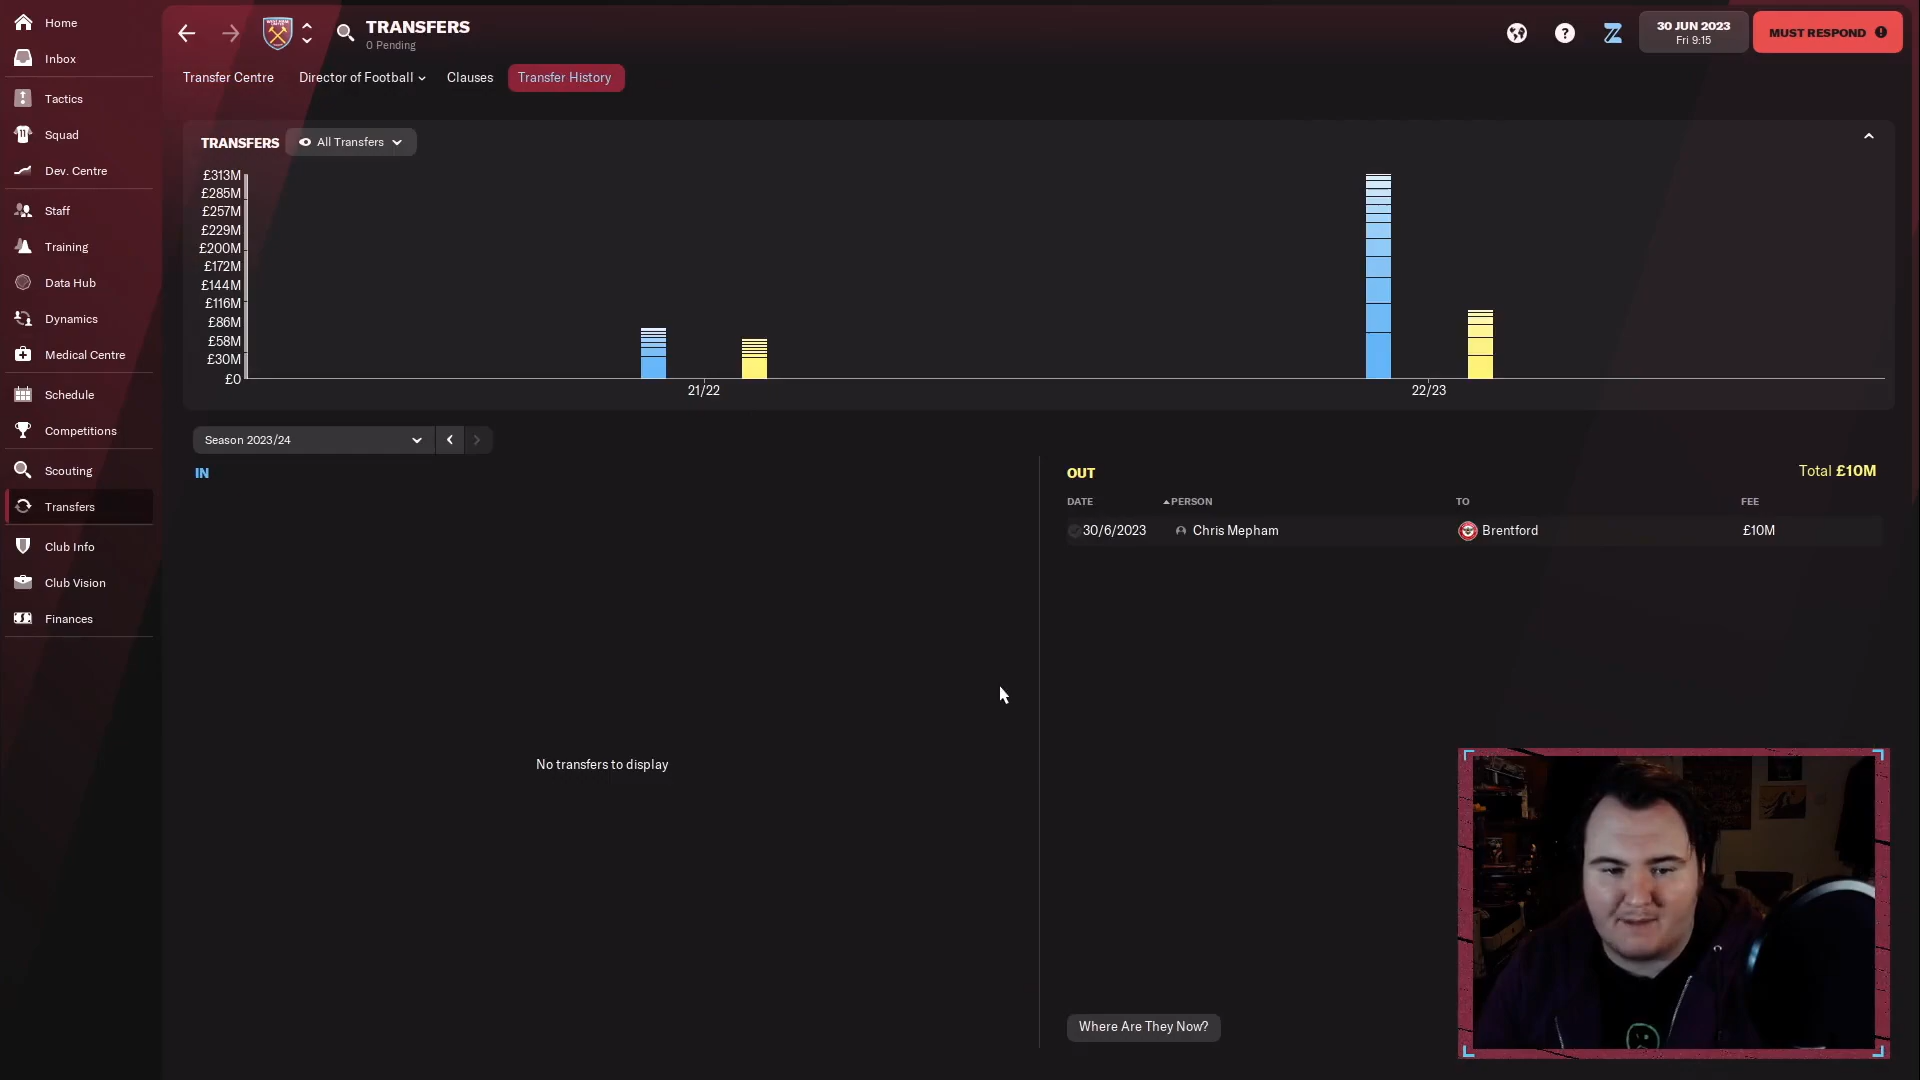 Home
Inbox
Tactics
Squad
Dev. Centre
Staff
Training
Data Hub
Dynamics
Medical Centre
Schedule
Competitions
Scouting
Transfers
Club Info
Club Vision
Finances
TRANSFERS
0 Pending
30 JUN 2023
Fri 9:15
MUST RESPOND
Transfer Centre
Director of Football
Clauses
Transfer History
TRANSFERS
All Transfers
£313M
£285M
£257M
£229M
£200M
£172M
£144M
£116M
£86M
£58M
£30M
£0
21/22
22/23
Season 2023/24
IN
No transfers to display
OUT
Total £10M
DATE PERSON TO FEE
30/6/2023 Chris Mepham Brentford £10M
Where Are They Now?